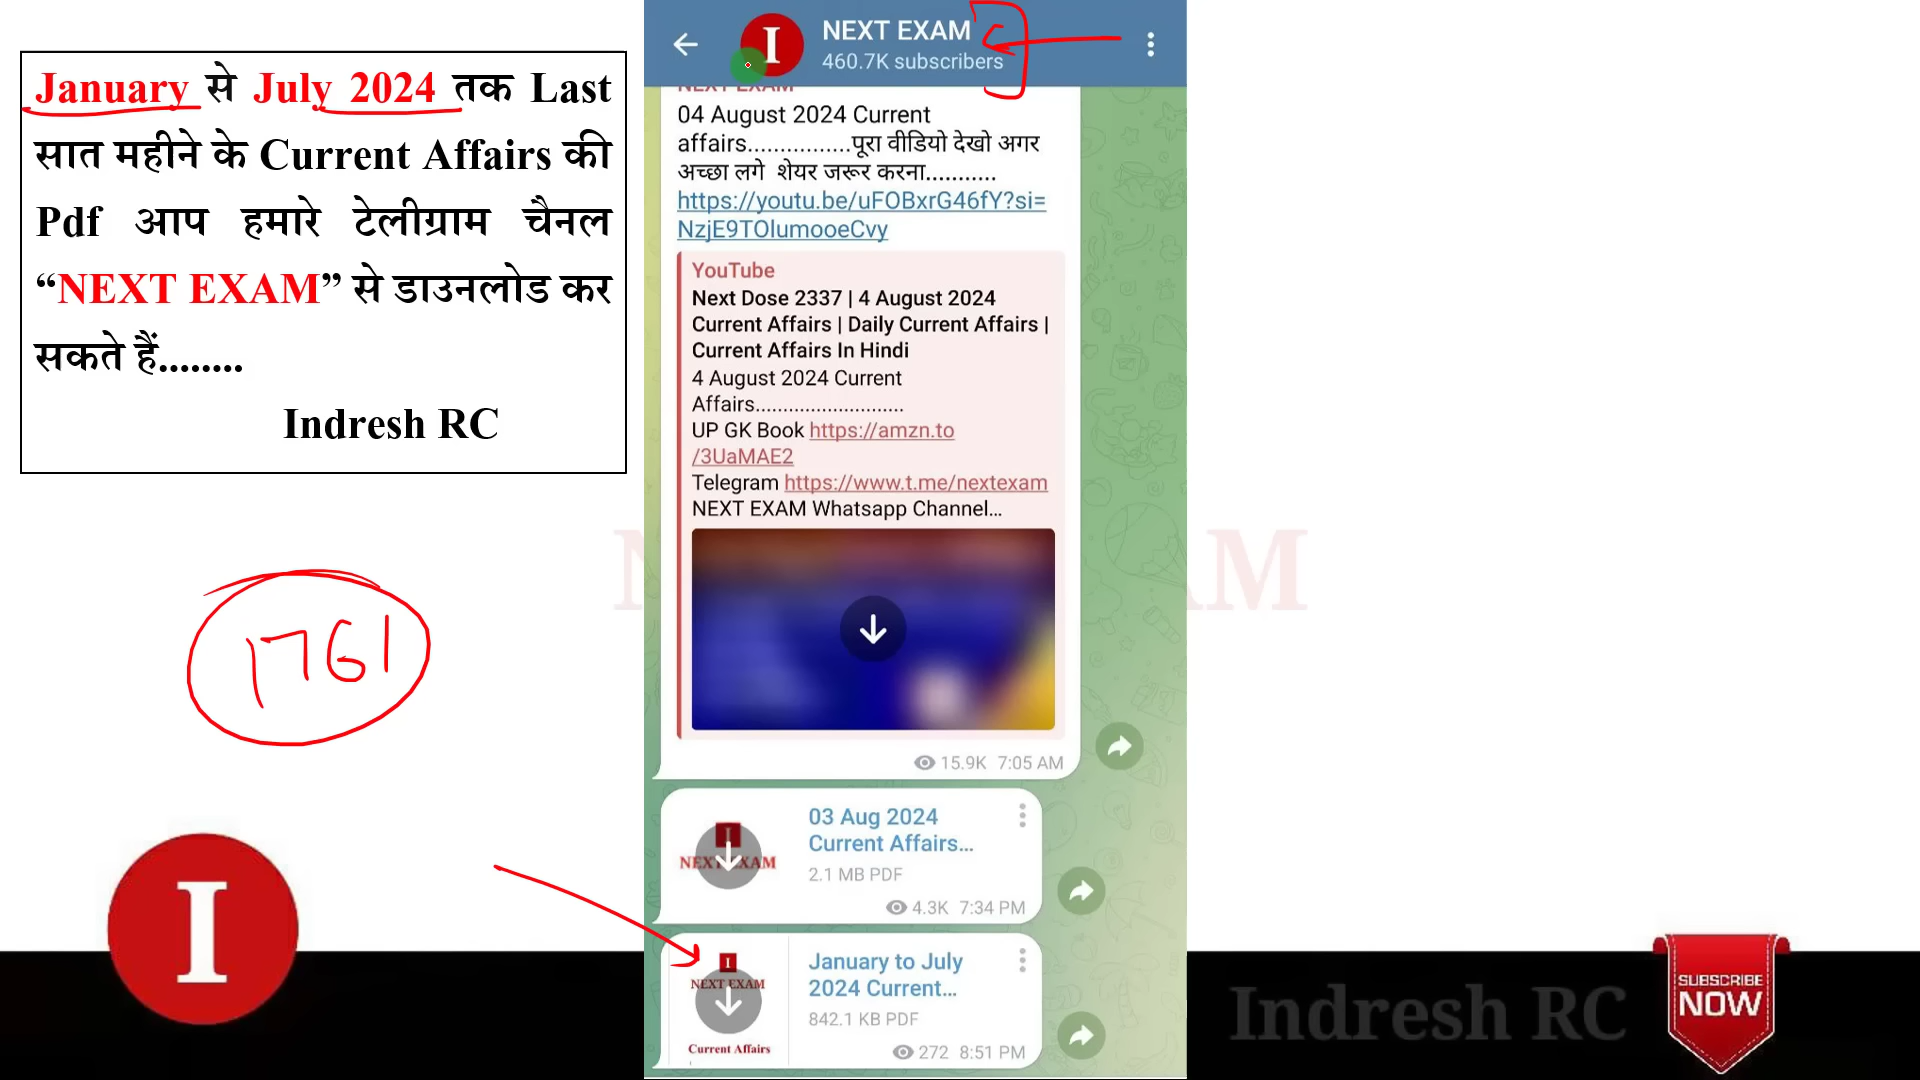 January से July 2024 तक Last
सात महीने के Current Affairs की
Pdf आप हमारे टेलीग्राम चैनल
“NEXT EXAM” से डाउनलोड कर
सकते हैं........
Indresh RC
1761
I
I
NEXT EXAM
460.7K subscribers
NEXT EXAM
04 August 2024 Current
affairs................पूरा वीडियो देखो अगर
अच्छा लगे शेयर जरूर करना...........
https://youtu.be/uFOBxrG46fY?si=
NzjE9TOlumooeCvy
YouTube
Next Dose 2337 | 4 August 2024
Current Affairs | Daily Current Affairs |
Current Affairs In Hindi
4 August 2024 Current
Affairs...........................
UP GK Book https://amzn.to
/3UaMAE2
Telegram https://www.t.me/nextexam
NEXT EXAM Whatsapp Channel...
15.9K 7:05 AM
I
NEXT EXAM
03 Aug 2024
Current Affairs...
2.1 MB PDF
4.3K 7:34 PM
I
NEXT EXAM
Current Affairs
January to July
2024 Current...
842.1 KB PDF
272 8:51 PM
Indresh RC
SUBSCRIBE
NOW